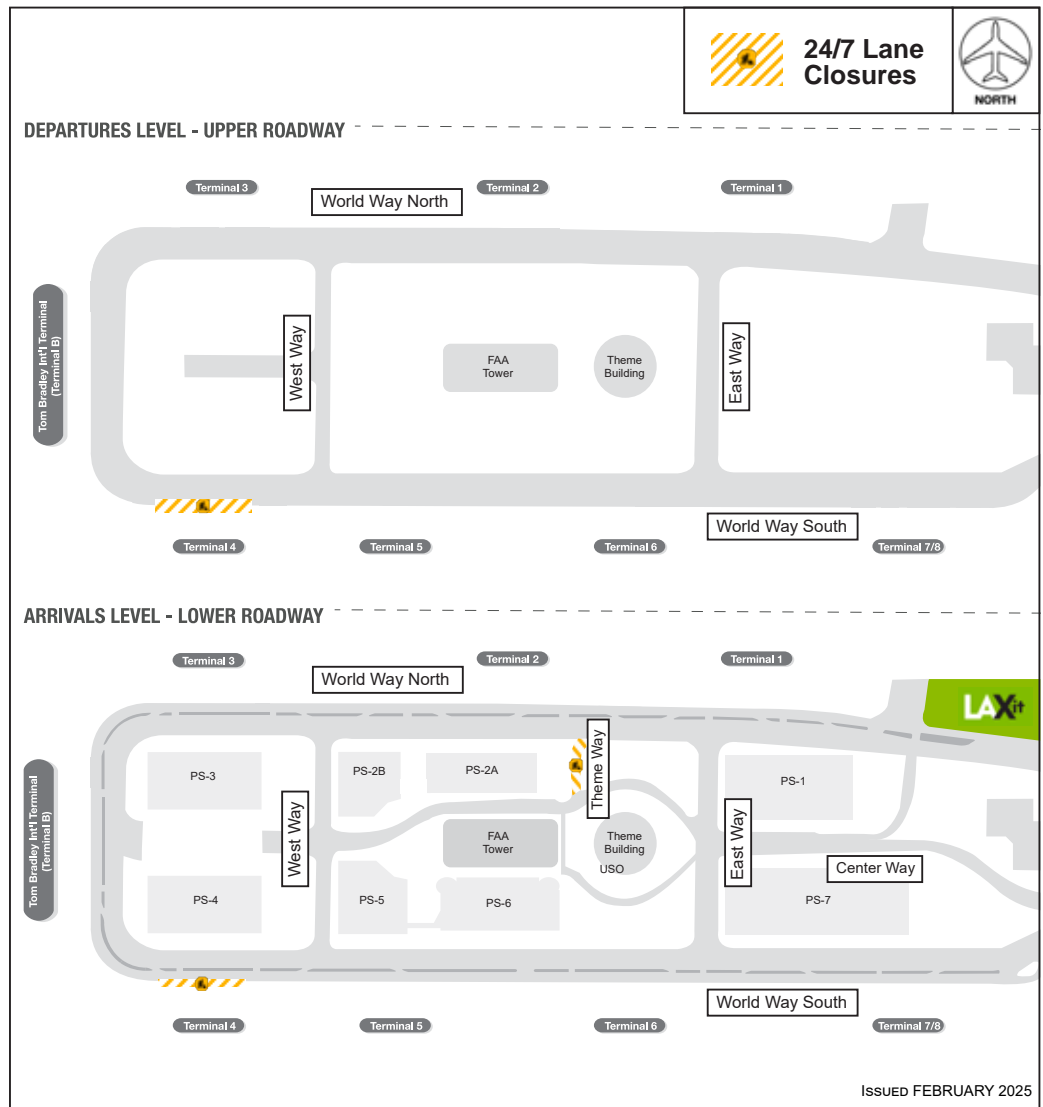 24/7 Lane
Closures
NORTH
DEPARTURES LEVEL - UPPER ROADWAY
Terminal 3
Terminal 2
Terminal 1
World Way North
Tom Bradley Int'l Terminal
(Terminal B)
West Way
FAA
Tower
Theme
Building
East Way
World Way South
Terminal 4
Terminal 5
Terminal 6
Terminal 7/8
ARRIVALS LEVEL - LOWER ROADWAY
Terminal 3
Terminal 2
Terminal 1
World Way North
LAXit
Tom Bradley Int'l Terminal
(Terminal B)
PS-3
PS-2B
PS-2A
Theme Way
PS-1
West Way
FAA
Tower
Theme
Building
USO
East Way
Center Way
PS-4
PS-5
PS-6
PS-7
World Way South
Terminal 4
Terminal 5
Terminal 6
Terminal 7/8
ISSUED FEBRUARY 2025